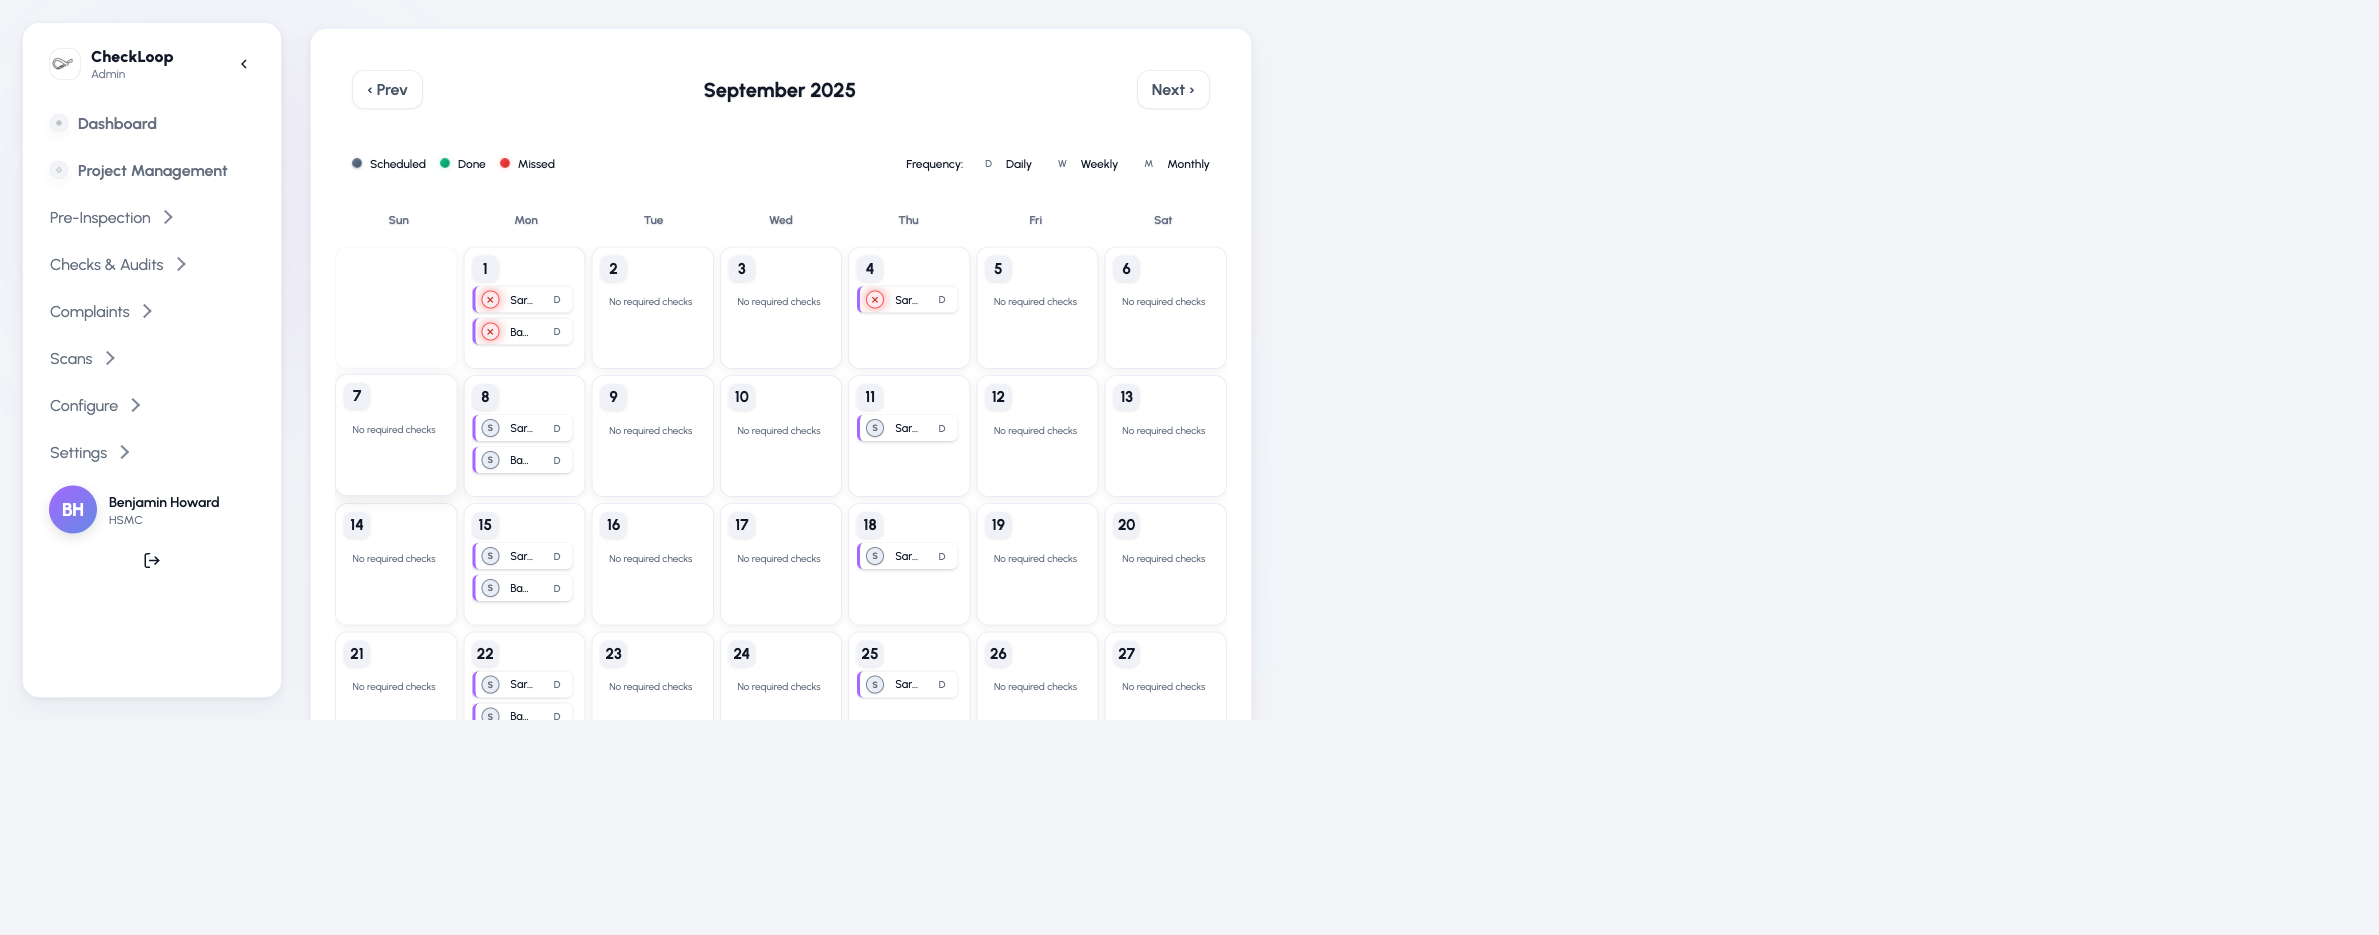 CheckLoop
Admin
Dashboard
Project Management
Pre-Inspection
Checks & Audits
Complaints
Scans
Configure
Settings
BH
Benjamin Howard
HSMC
‹ Prev
September 2025
Next ›
Scheduled Done Missed
Frequency: D Daily W Weekly M Monthly
Sun Mon Tue Wed Thu Fri Sat
1 2 3 4 5 6
Sar... D No required checks No required checks Sar... D No required checks No required checks
Ba... D
7 8 9 10 11 12 13
No required checks S Sar... D No required checks No required checks S Sar... D No required checks No required checks
S Ba... D
14 15 16 17 18 19 20
No required checks S Sar... D No required checks No required checks S Sar... D No required checks No required checks
S Ba... D
21 22 23 24 25 26 27
No required checks S Sar... D No required checks No required checks S Sar... D No required checks No required checks
S Ba... D